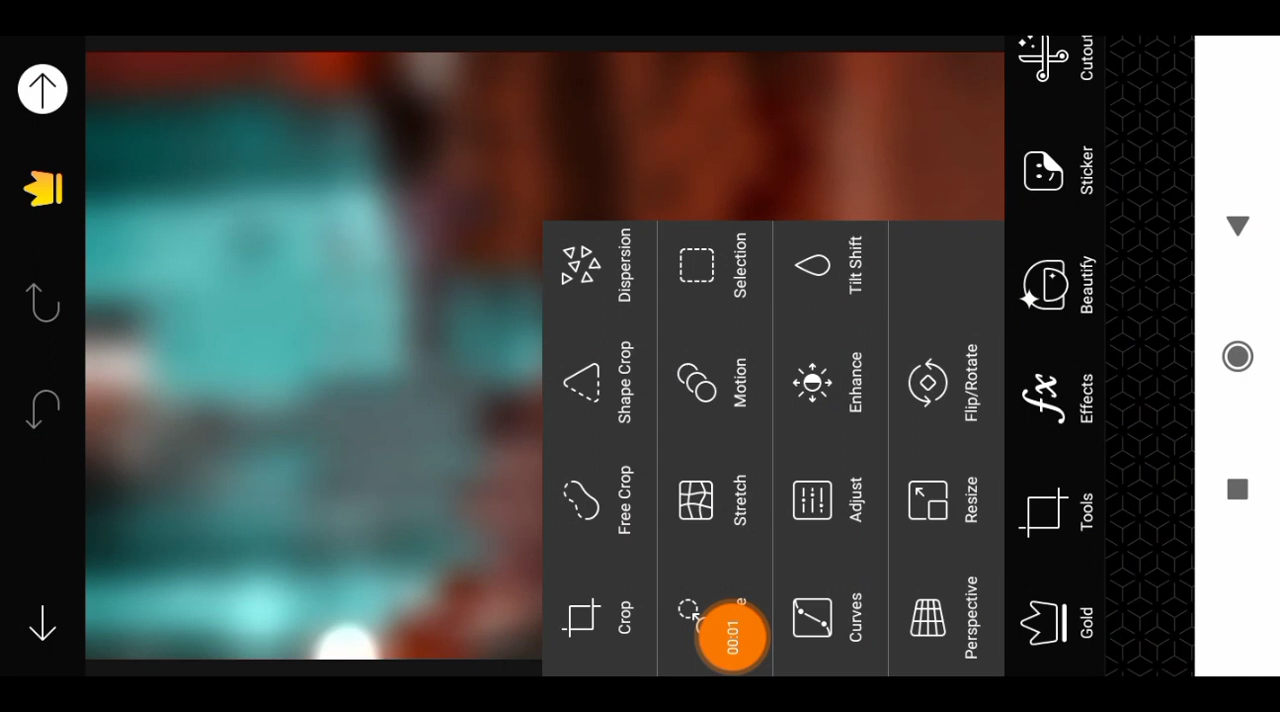 Crop
Free Crop
Shape Crop
Dispersion
e
Stretch
Motion
Selection
Curves
Adjust
Enhance
Tilt Shift
Perspective
Resize
Flip/Rotate
Gold
Tools
fx
Effects
Beautify
Sticker
Cutout
00:01